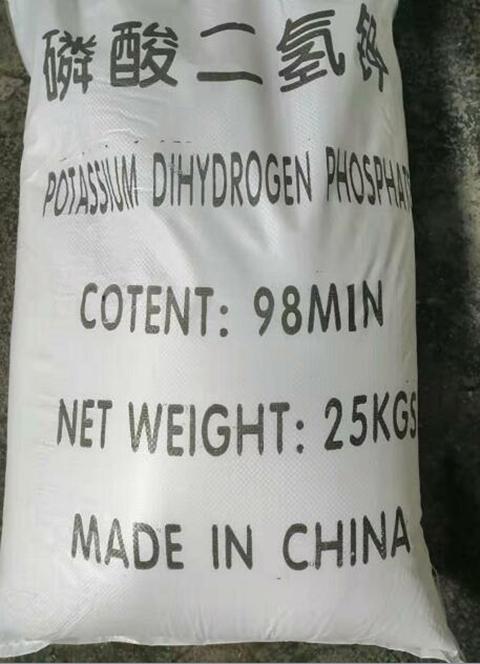 磷酸二氢钾
POTASSIUM DIHYDROGEN PHOSPHAT
COTENT: 98MIN
NET WEIGHT: 25KGS
MADE IN CHINA